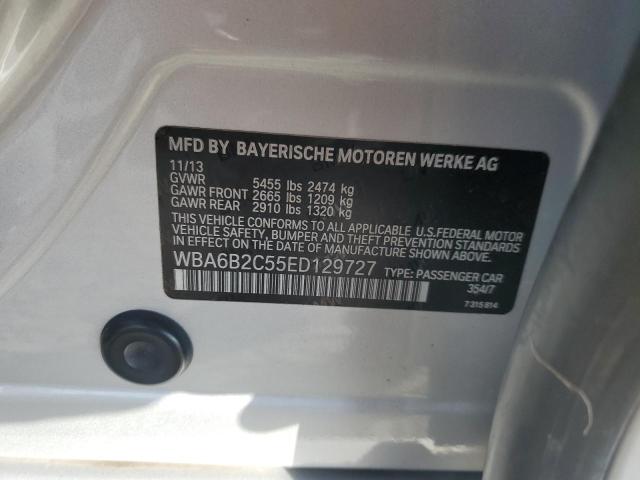 MFD BY BAYERISCHE MOTOREN WERKE AG
11/13
GVWR 5455 lbs 2474 kg
GAWR FRONT 2665 lbs 1209 kg
GAWR REAR 2910 lbs 1320 kg
THIS VEHICLE CONFORMS TO ALL APPLICABLE U.S.FEDERAL MOTOR
VEHICLE SAFETY, BUMPER, AND THEFT PREVENTION STANDARDS
IN EFFECT ON THE DATE OF MANUFACTURE SHOWN ABOVE.
WBA6B2C55ED129727 TYPE: PASSENGER CAR
354/7
7315814